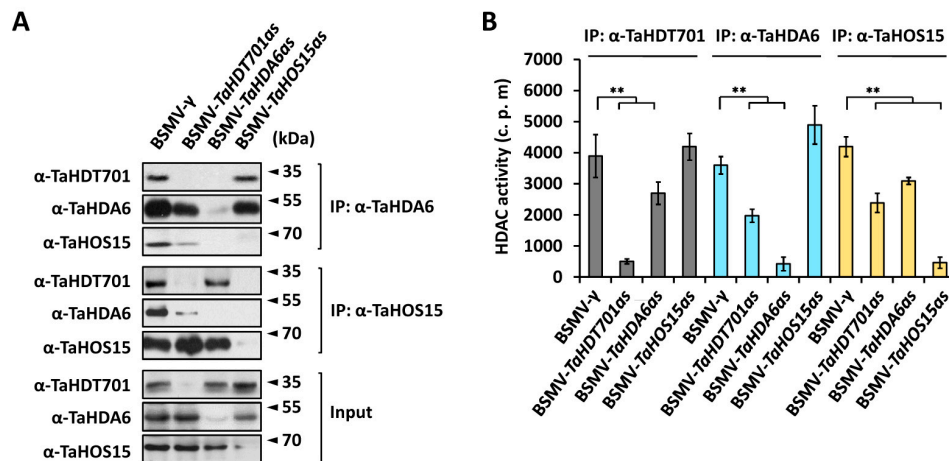 A
BSMV-γ
BSMV-TaHDT701as
BSMV-TaHDA6as
BSMV-TaHOS15as
(kDa)
α-TaHDT701
35
α-TaHDA6
55
IP: α-TaHDA6
α-TaHOS15
70
α-TaHDT701
35
α-TaHDA6
55
IP: α-TaHOS15
α-TaHOS15
70
α-TaHDT701
35
α-TaHDA6
55
Input
α-TaHOS15
70
B
IP: α-TaHDT701 IP: α-TaHDA6 IP: α-TaHOS15
HDAC activity (c. p. m)
7000
6000
5000
4000
3000
2000
1000
0
** ** **
BSMV-γ
BSMV-TaHDT701as
BSMV-TaHDA6as
BSMV-TaHOS15as
BSMV-γ
BSMV-TaHDT701as
BSMV-TaHDA6as
BSMV-TaHOS15as
BSMV-γ
BSMV-TaHDT701as
BSMV-TaHDA6as
BSMV-TaHOS15as